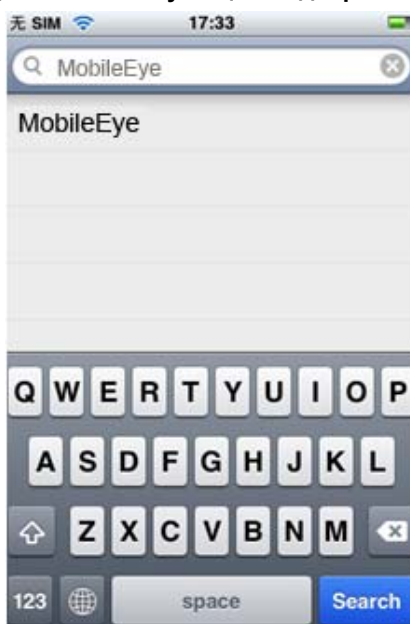 无 SIM 17:33
MobileEye
MobileEye
Q W E R T Y U I O P
A S D F G H J K L
Z X C V B N M
123 space Search